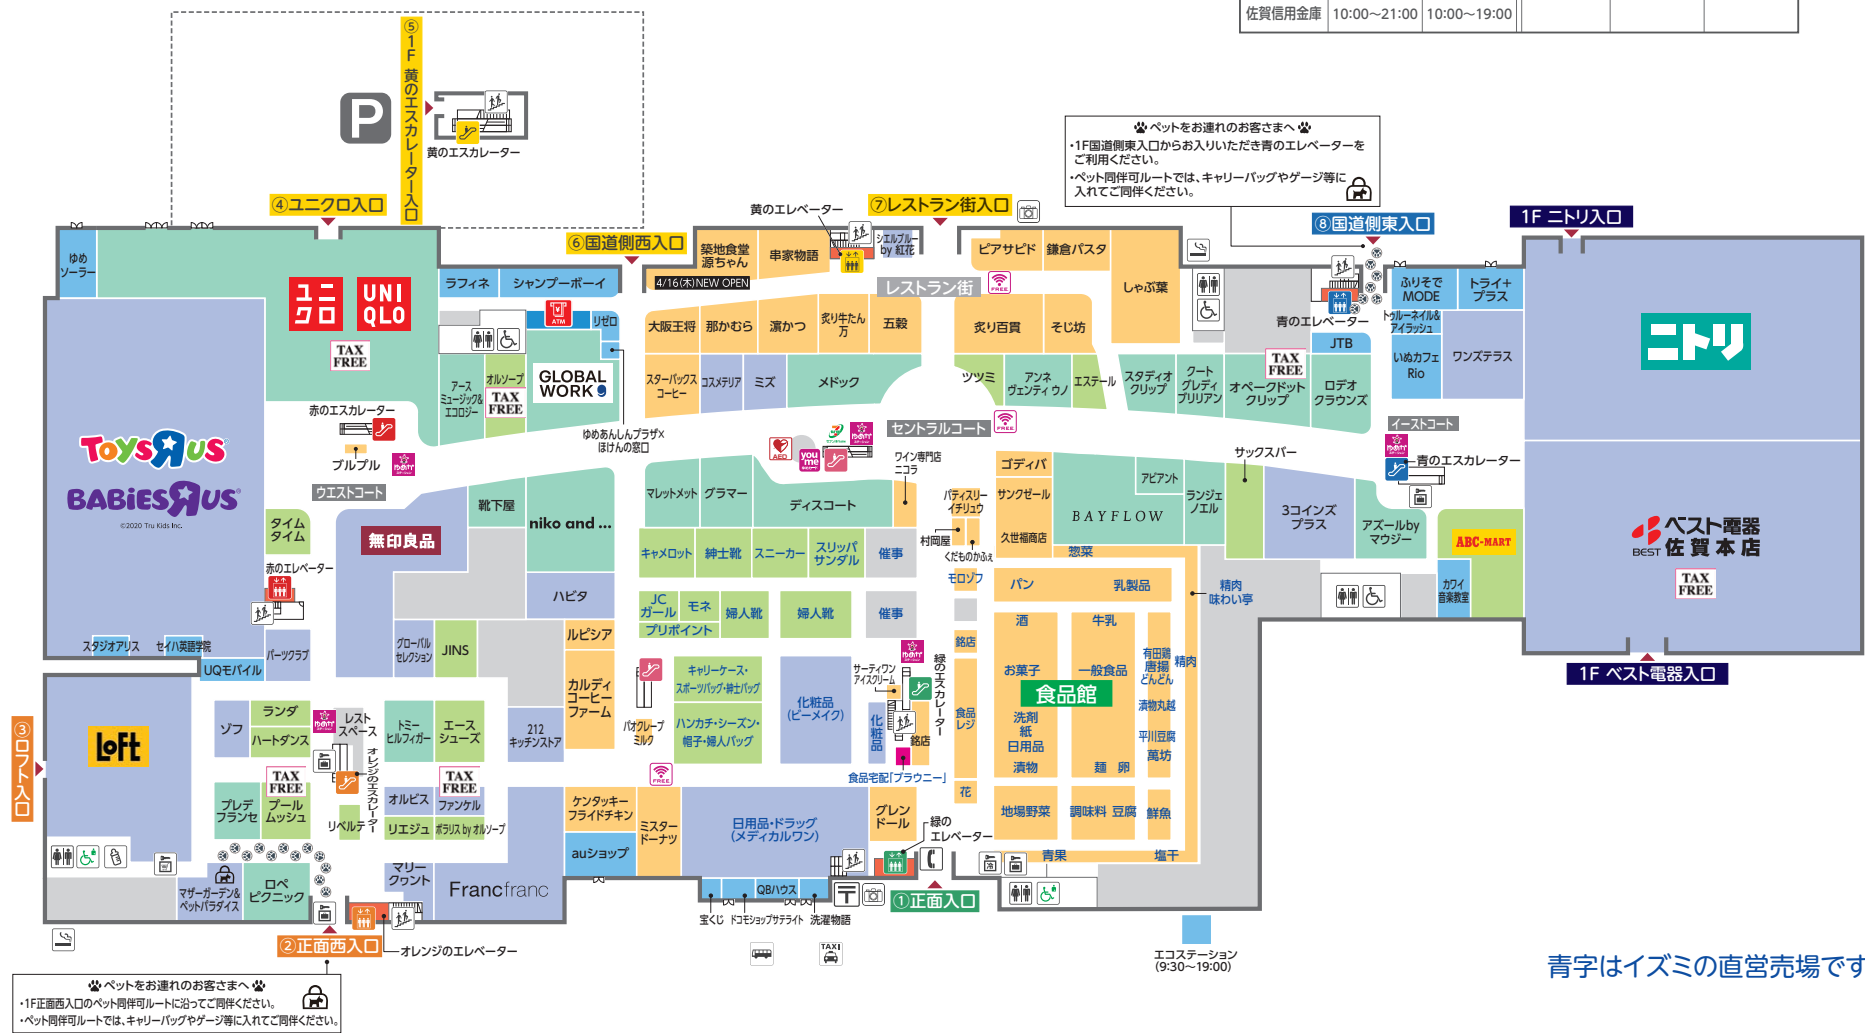 佐賀信用金庫 10:00〜21:00 10:00〜19:00
⑤1F 黄のエスカレーター入口
P
黄のエスカレーター
🐾ペットをお連れのお客さまへ🐾
・1F国道側東入口からお入りいただき青のエレベーターを
ご利用ください。
・ペット同伴可ルートでは、キャリーバッグやゲージ等に
入れてご同伴ください。
④ユニクロ入口
⑥国道側西入口
黄のエレベーター
⑦レストラン街入口
⑧国道側東入口
1F ニトリ入口
ゆめ
ソーラー
ユニ
クロ
UNI
QLO
TAX
FREE
ラフィネ
シャンプーボーイ
ATM
リゼロ
築地食堂
源ちゃん
4/16(木)NEW OPEN
串家物語
シエルブルー
by 紅花
ピアサピド
鎌倉パスタ
しゃぶ葉
レストラン街
FREE
大阪王将
那かむら
濵かつ
炙り牛たん
万
五穀
炙り百貫
そじ坊
青のエレベーター
ふりそで
MODE
トライ+
プラス
トゥルーネイル&
アイラッシュ
JTB
いぬカフェ
Rio
ワンズテラス
ニトリ
アース
ミュージック&
エコロジー
オルソープ
TAX
FREE
GLOBAL
WORK
ゆめあんしんプラザ×
ほけんの窓口
スターバックス
コーヒー
コスメテリア
ミズ
メドック
ツツミ
アンネ
ヴェンティ ウノ
エステール
スタディオ
クリップ
クート
グレディ
ブリリアン
TAX
FREE
オペークドット
クリップ
ロデオ
クラウンズ
赤のエスカレーター
プルプル
ウエストコート
TOYSRUS
BABIESRUS
©2020 Tru Kids Inc.
セントラルコート
FREE
AED
you
me
イーストコート
青のエスカレーター
タイム
タイム
無印良品
靴下屋
niko and ...
マレットメット
グラマー
ディスコート
ワイン専門店
ニコラ
ゴディバ
サンクゼール
久世福商店
パティスリー
イチリュウ
村岡屋
くだものかふぇ
アビアント
BAYFLOW
ランジェ
ノエル
サックスバー
3コインズ
プラス
アズールby
マウジー
ABC-MART
カワイ
音楽教室
BEST
ベスト電器
佐賀本店
TAX
FREE
赤のエレベーター
キャメロット
紳士靴
スニーカー
スリッパ
サンダル
催事
モロゾフ
惣菜
パン
乳製品
精肉
味わい亭
ハビタ
JC
ガール
モネ
プリポイント
婦人靴
婦人靴
催事
スタジオアリス
セイハ英語学院
UQモバイル
パーツクラブ
グローバル
セレクション
JINS
ルピシア
カルディ
コーヒー
ファーム
キャリーケース・
スポーツバッグ・紳士バッグ
ハンカチ・シーズン・
帽子・婦人バッグ
パオクレープ
ミルク
化粧品
(ビーメイク)
サーティワン
アイスクリーム
化粧品
緑のエスカレーター
銘店
銘店
食品宅配「ブラウニー」
食品
レジ
花
酒
牛乳
お菓子
一般食品
食品館
洗剤
紙
日用品
漬物
麺 卵
有田鶏
唐揚
どんどん
精肉
漬物丸越
平川豆腐
萬坊
地場野菜
調味料 豆腐
鮮魚
青果
塩干
1F ベスト電器入口
③ロフト入口
LoFt
ゾフ
ランダ
ハートダンス
レスト
スペース
オレンジのエスカレーター
TAX
FREE
プレデ
フランセ
プール
ムッシュ
リベルテ
トミー
ヒルフィガー
エース
シューズ
TAX
FREE
オルビス
ファンケル
リエジュ
ポラリス by オルソープ
212
キッチンストア
FREE
ケンタッキー
フライドチキン
ミスター
ドーナツ
auショップ
日用品・ドラッグ
(メディカルワン)
グレン
ドール
緑の
エレベーター
マリー
クヮント
Francfranc
マザーガーデン&
ペットパラダイス
ロペ
ピクニック
宝くじ
ドコモショップサテライト
QBハウス
洗濯物語
①正面入口
②正面西入口
オレンジのエレベーター
TAXI
エコステーション
(9:30〜19:00)
🐾ペットをお連れのお客さまへ🐾
・1F正面西入口のペット同伴可ルートに沿ってご同伴ください。
・ペット同伴可ルートでは、キャリーバッグやゲージ等に入れてご同伴ください。
青字はイズミの直営売場です